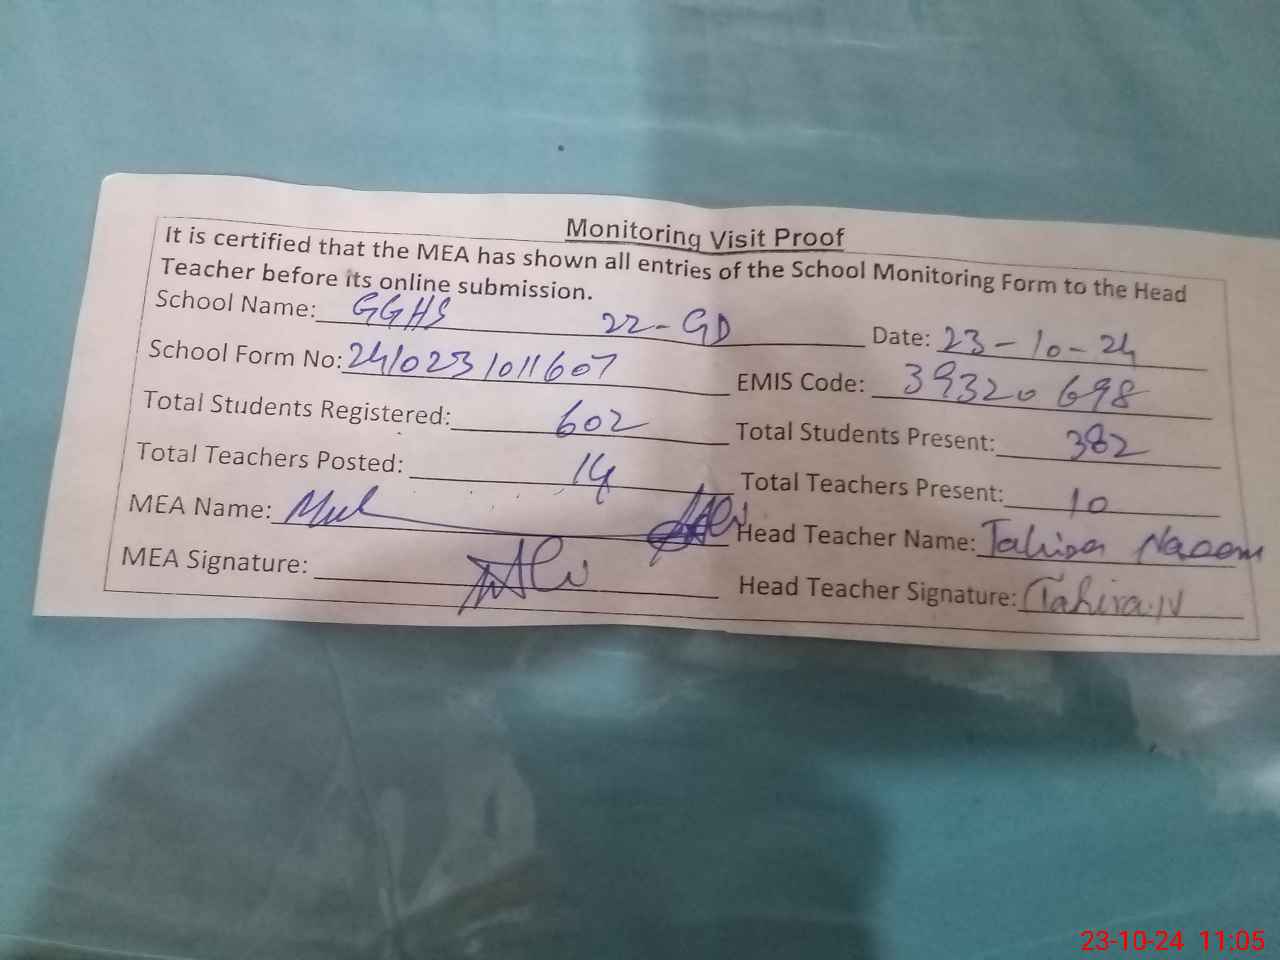 Monitoring Visit Proof
It is certified that the MEA has shown all entries of the School Monitoring Form to the Head
Teacher before its online submission.
School Name: GGHS 22-GD Date: 23-10-24
School Form No: 2410231011607 EMIS Code: 39320698
Total Students Registered: 602 Total Students Present: 382
Total Teachers Posted: 14 Total Teachers Present: 10
MEA Name: Head Teacher Name: Tahira Naeem
MEA Signature: Head Teacher Signature: Tahira.N
23-10-24 11:05